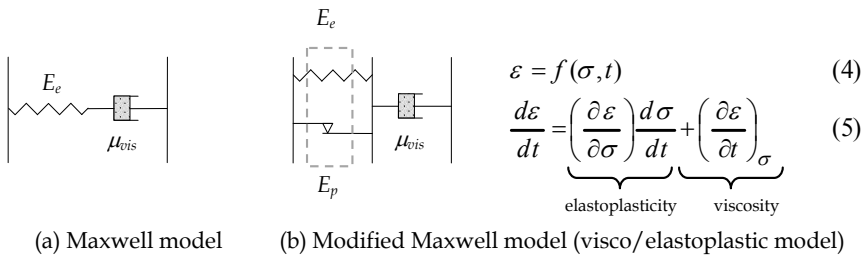 E_e
μ_vis
(a) Maxwell model
E_e
E_p
μ_vis
(b) Modified Maxwell model (visco/elastoplastic model)
ε = f(σ,t) (4)
dε/dt = (∂ε/∂σ) dσ/dt + (∂ε/∂t)_σ (5)
elastoplasticity viscosity